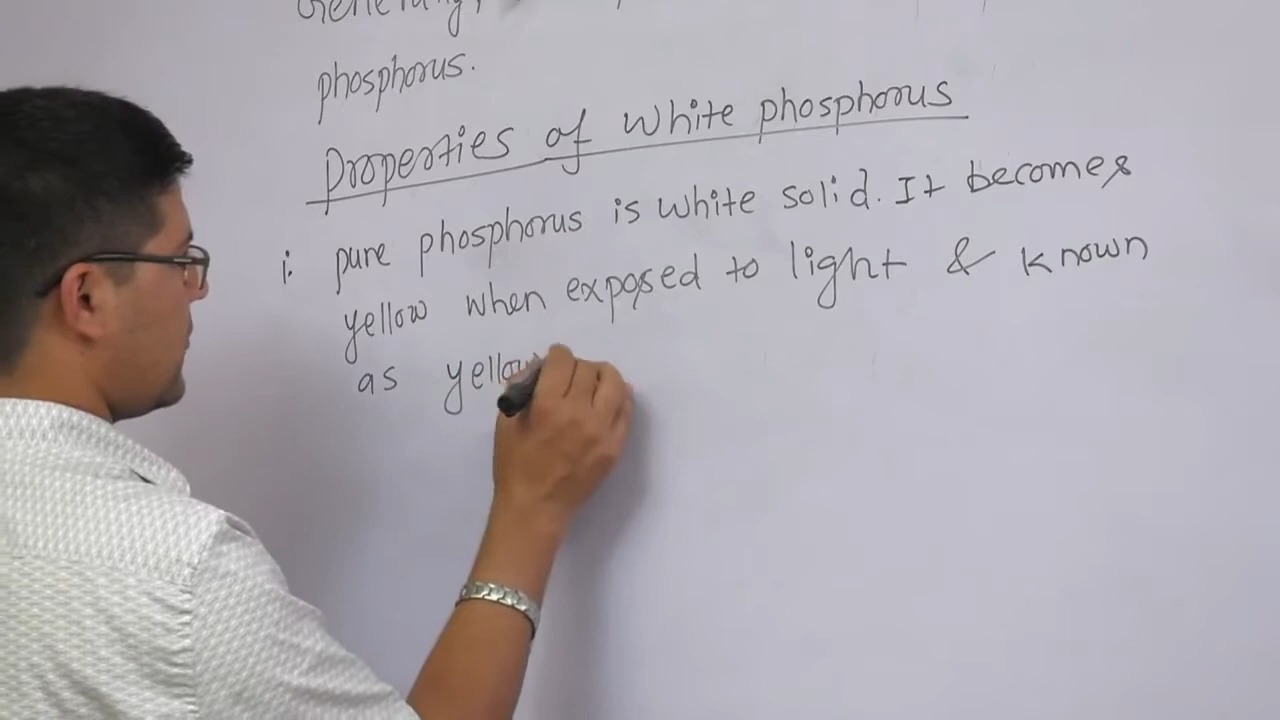 phosphorus.
Properties of white phosphorus
i. pure phosphorus is white solid. It becomes
yellow when exposed to light & known
as yellow